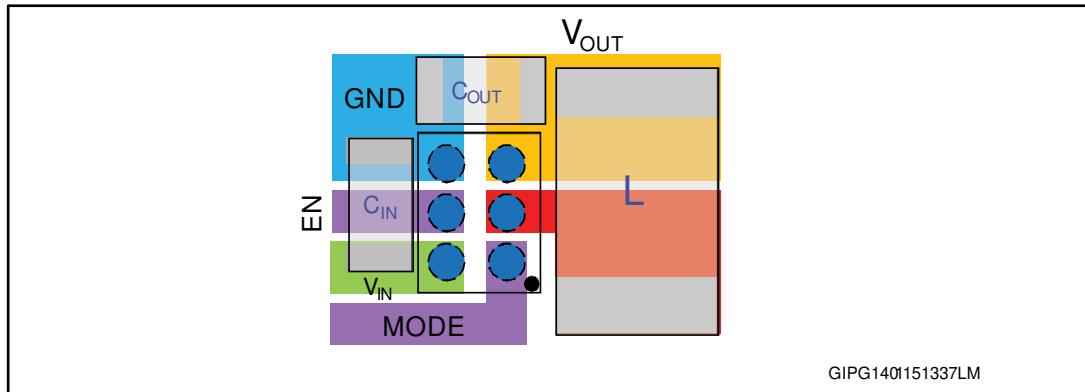 VOUT
GND
COUT
EN
CIN
L
VIN
MODE
GIPG1401151337LM